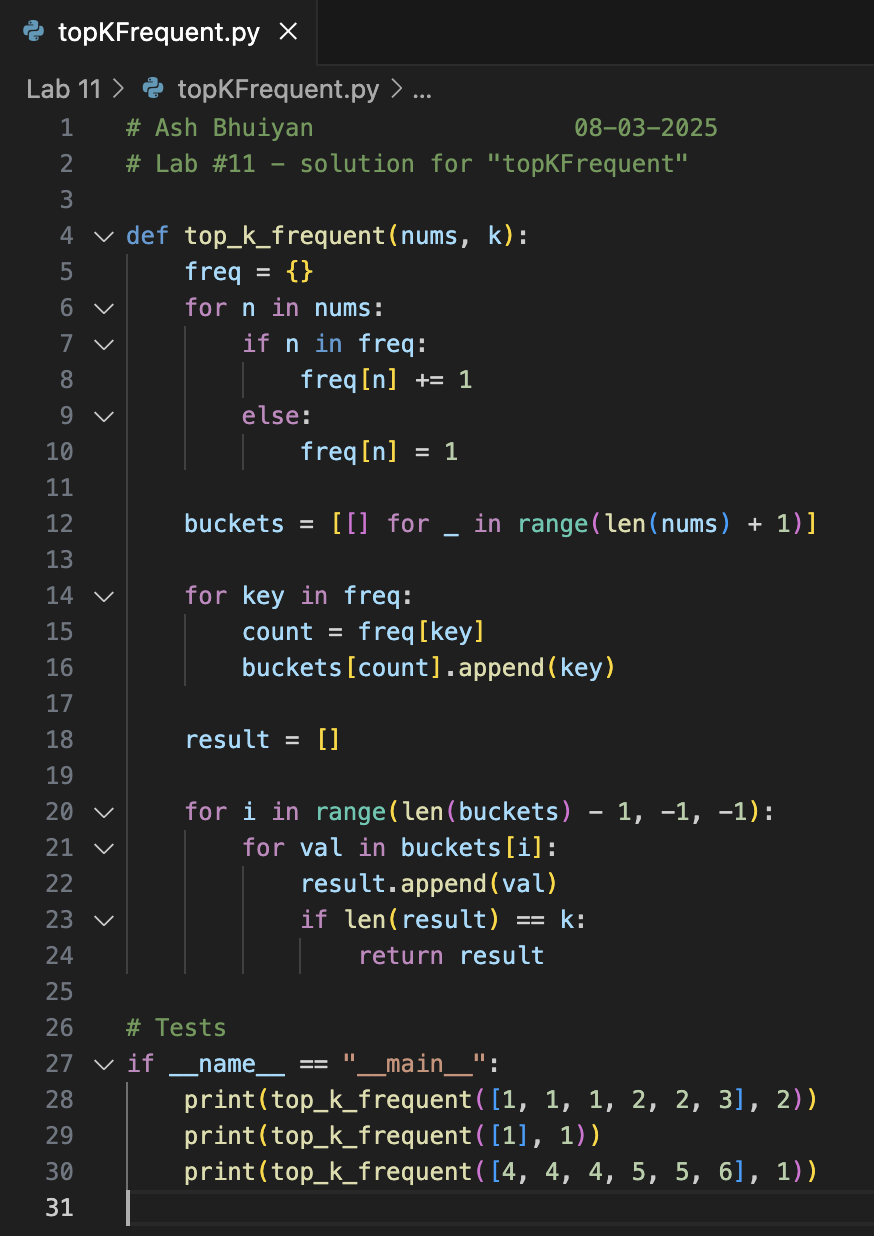 topKFrequent.py ×
Lab 11 > topKFrequent.py > ...
1 # Ash Bhuiyan                  08-03-2025
2 # Lab #11 - solution for "topKFrequent"
3
4 def top_k_frequent(nums, k):
5     freq = {}
6     for n in nums:
7         if n in freq:
8             freq[n] += 1
9         else:
10             freq[n] = 1
11
12     buckets = [[] for _ in range(len(nums) + 1)]
13
14     for key in freq:
15         count = freq[key]
16         buckets[count].append(key)
17
18     result = []
19
20     for i in range(len(buckets) - 1, -1, -1):
21         for val in buckets[i]:
22             result.append(val)
23             if len(result) == k:
24                 return result
25
26 # Tests
27 if __name__ == "__main__":
28     print(top_k_frequent([1, 1, 1, 2, 2, 3], 2))
29     print(top_k_frequent([1], 1))
30     print(top_k_frequent([4, 4, 4, 5, 5, 6], 1))
31